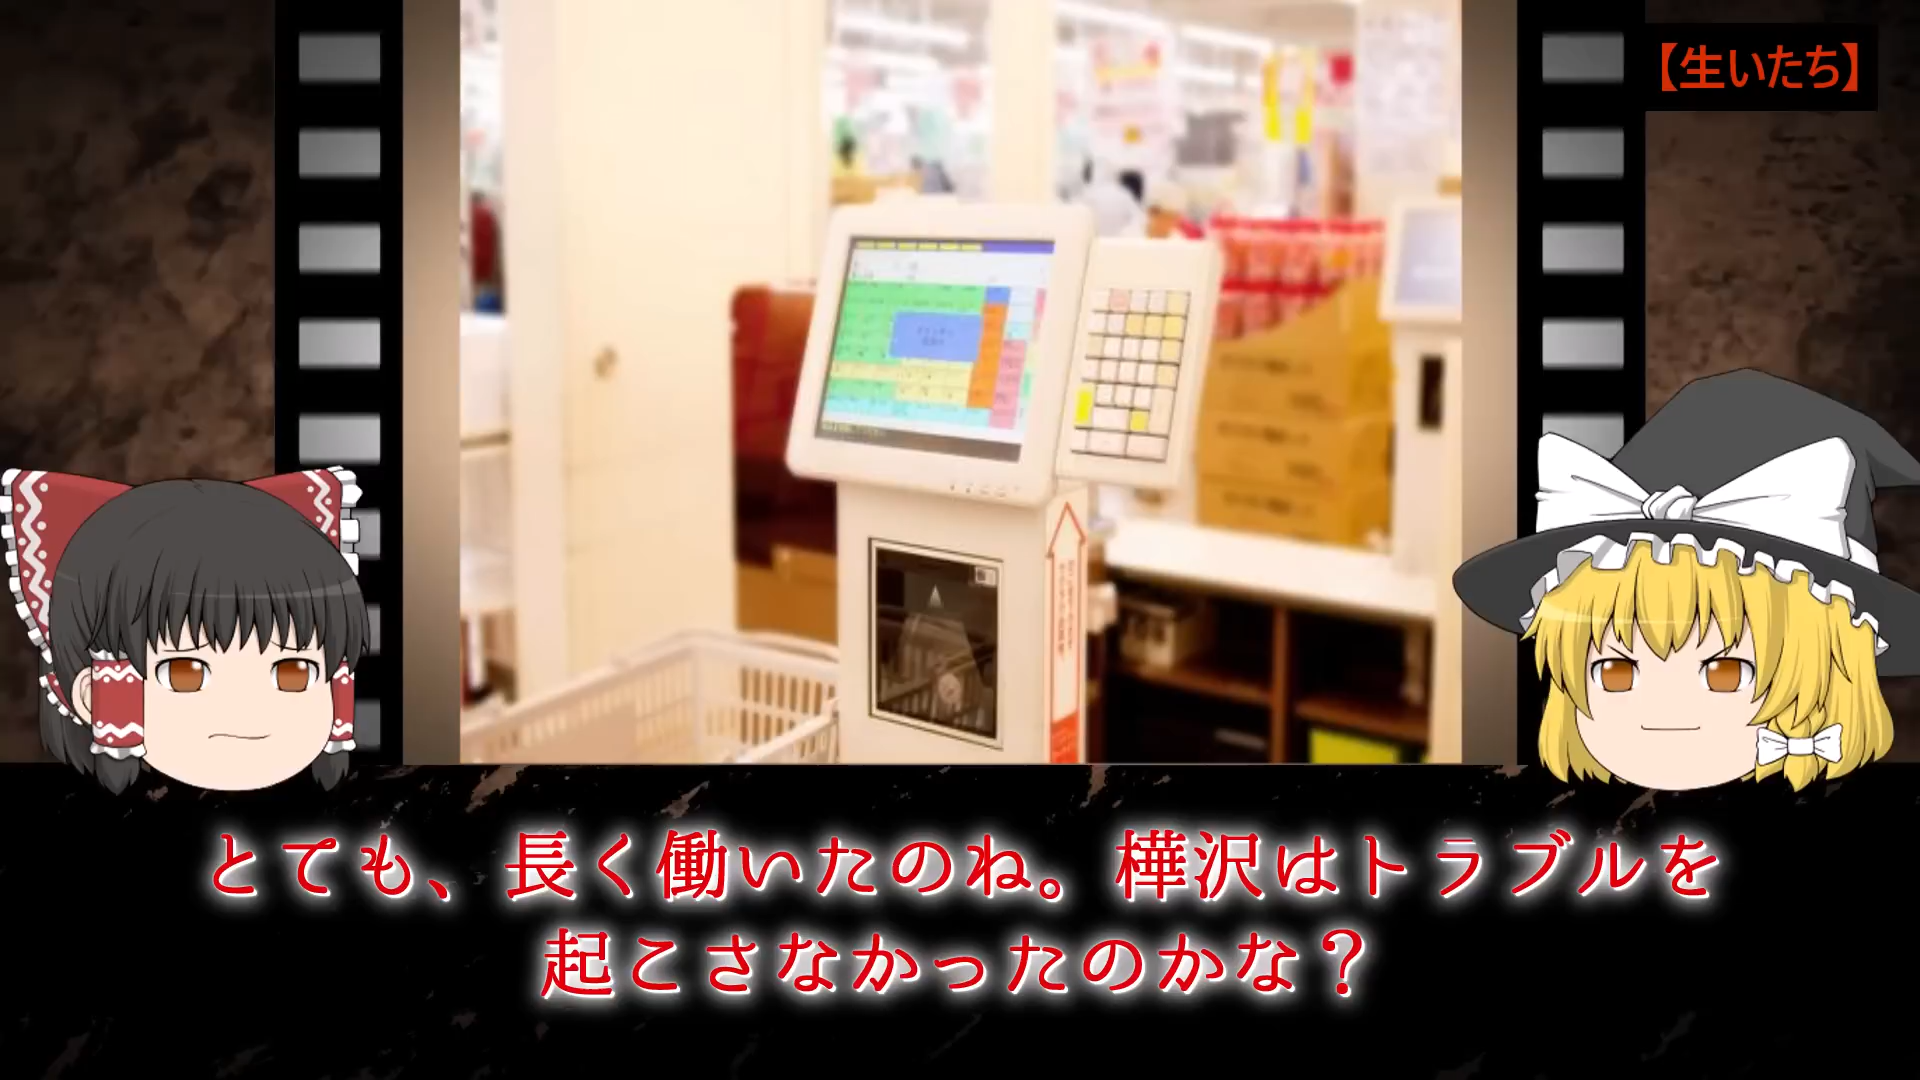 【生いたち】
とても、長く働いたのね。樺沢はトラブルを
起こさなかったのかな？